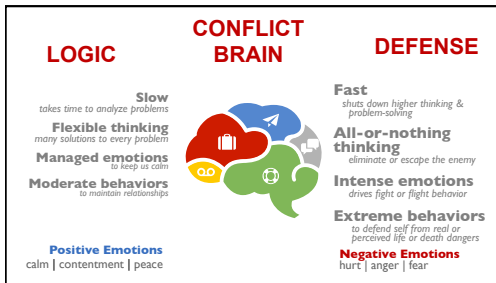 CONFLICT
BRAIN
LOGIC
Slow
takes time to analyze problems
Flexible thinking
many solutions to every problem
Managed emotions
to keep us calm
Moderate behaviors
to maintain relationships
Positive Emotions
calm | contentment | peace
DEFENSE
Fast
shuts down higher thinking &
problem-solving
All-or-nothing
thinking
eliminate or escape the enemy
Intense emotions
drives fight or flight behavior
Extreme behaviors
to defend self from real or
perceived life or death dangers
Negative Emotions
hurt | anger | fear